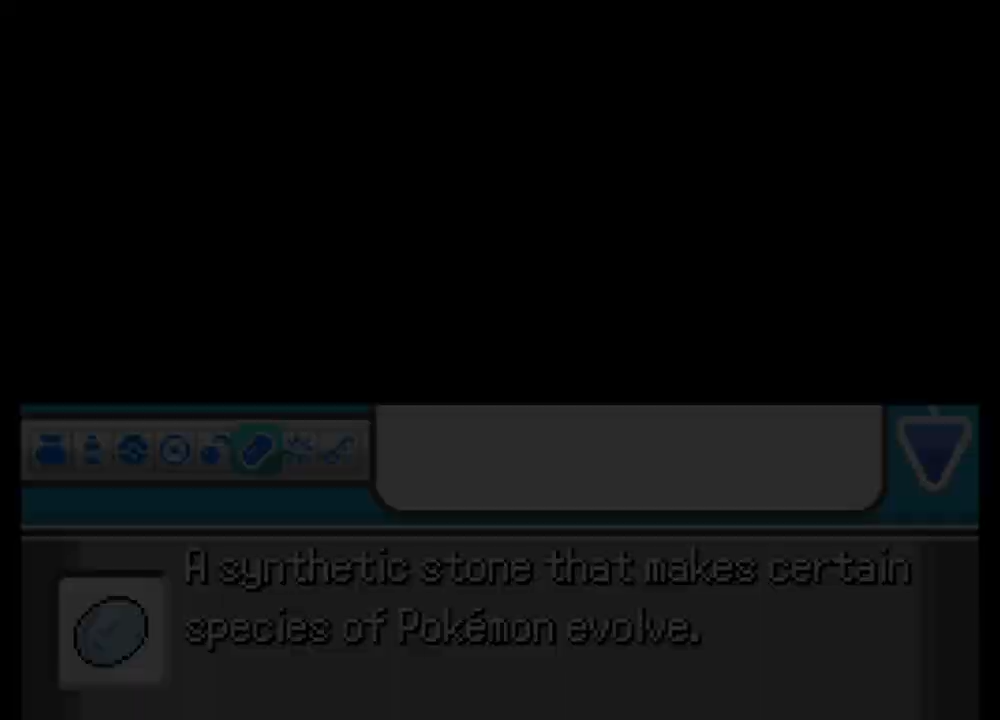 A synthetic stone that makes certain
species of Pokémon evolve.